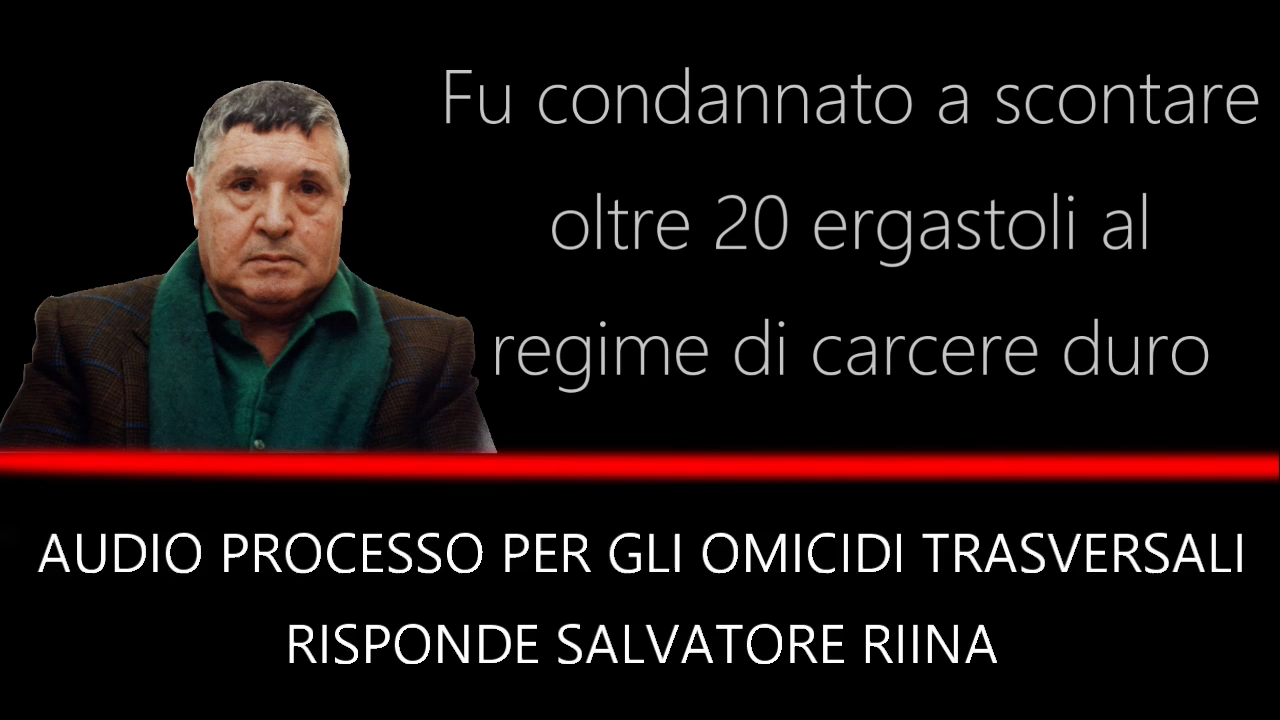 Fu condannato a scontare
oltre 20 ergastoli al
regime di carcere duro
AUDIO PROCESSO PER GLI OMICIDI TRASVERSALI
RISPONDE SALVATORE RIINA